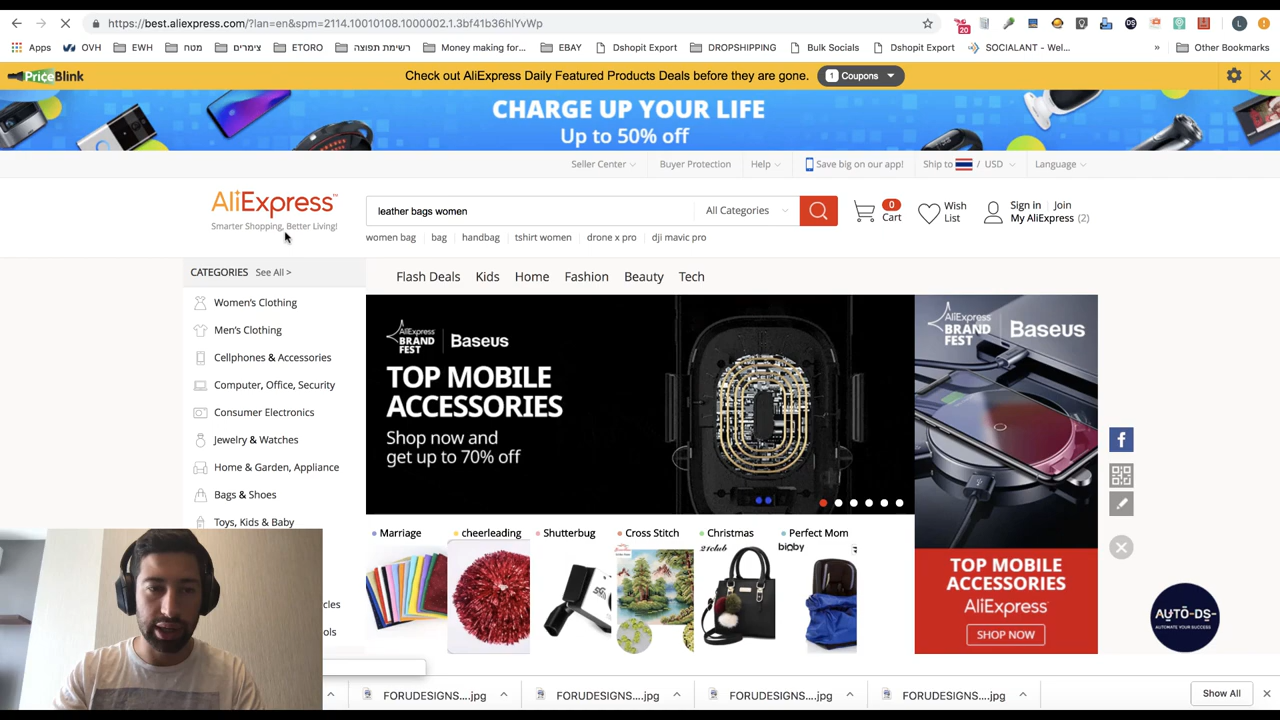 https://best.aliexpress.com/?lan=en&spm=2114.10010108.1000002.1.3bf41b36hlYvWp
20
L
Apps
OVH
EWH
מטח
צימרים
ETORO
רשימת תפוצה
Money making for...
EBAY
Dshopit Export
DROPSHIPPING
Bulk Socials
Dshopit Export
SOCIALANT - Wel...
»
Other Bookmarks
PriceBlink
Check out AliExpress Daily Featured Products Deals before they are gone.
1 Coupons
CHARGE UP YOUR LIFE
Up to 50% off
Seller Center
Buyer Protection
Help
Save big on our app!
Ship to / USD
Language
AliExpress™
Smarter Shopping, Better Living!
leather bags women
All Categories
0
Cart
Wish
List
Sign in Join
My AliExpress (2)
women bag bag handbag tshirt women drone x pro dji mavic pro
CATEGORIES See All >
Flash Deals Kids Home Fashion Beauty Tech
Women's Clothing
Men's Clothing
Cellphones & Accessories
Computer, Office, Security
Consumer Electronics
Jewelry & Watches
Home & Garden, Appliance
Bags & Shoes
Toys, Kids & Baby
cles
ols
AliExpress
BRAND
FEST
Baseus
TOP MOBILE
ACCESSORIES
Shop now and
get up to 70% off
AliExpress
BRAND
FEST
Baseus
TOP MOBILE
ACCESSORIES
AliExpress
SHOP NOW
Marriage
cheerleading
Shutterbug
Cross Stitch
Christmas
Perfect Mom
21club
AUTO-DS-
AUTOMATE YOUR SUCCESS
FORUDESIGNS....jpg
FORUDESIGNS....jpg
FORUDESIGNS....jpg
FORUDESIGNS....jpg
Show All